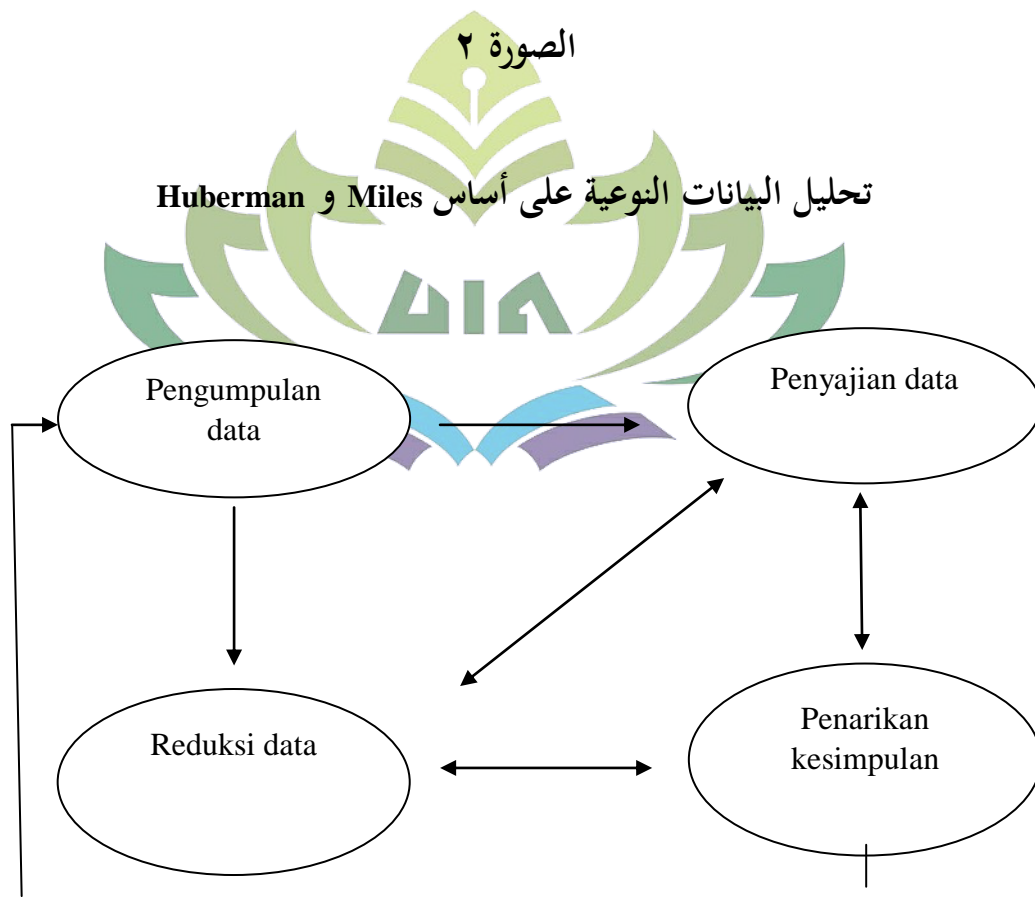 الصورة ٢
تحليل البيانات النوعية على أساس Miles و Huberman
Pengumpulan
data
Penyajian data
Reduksi data
Penarikan
kesimpulan